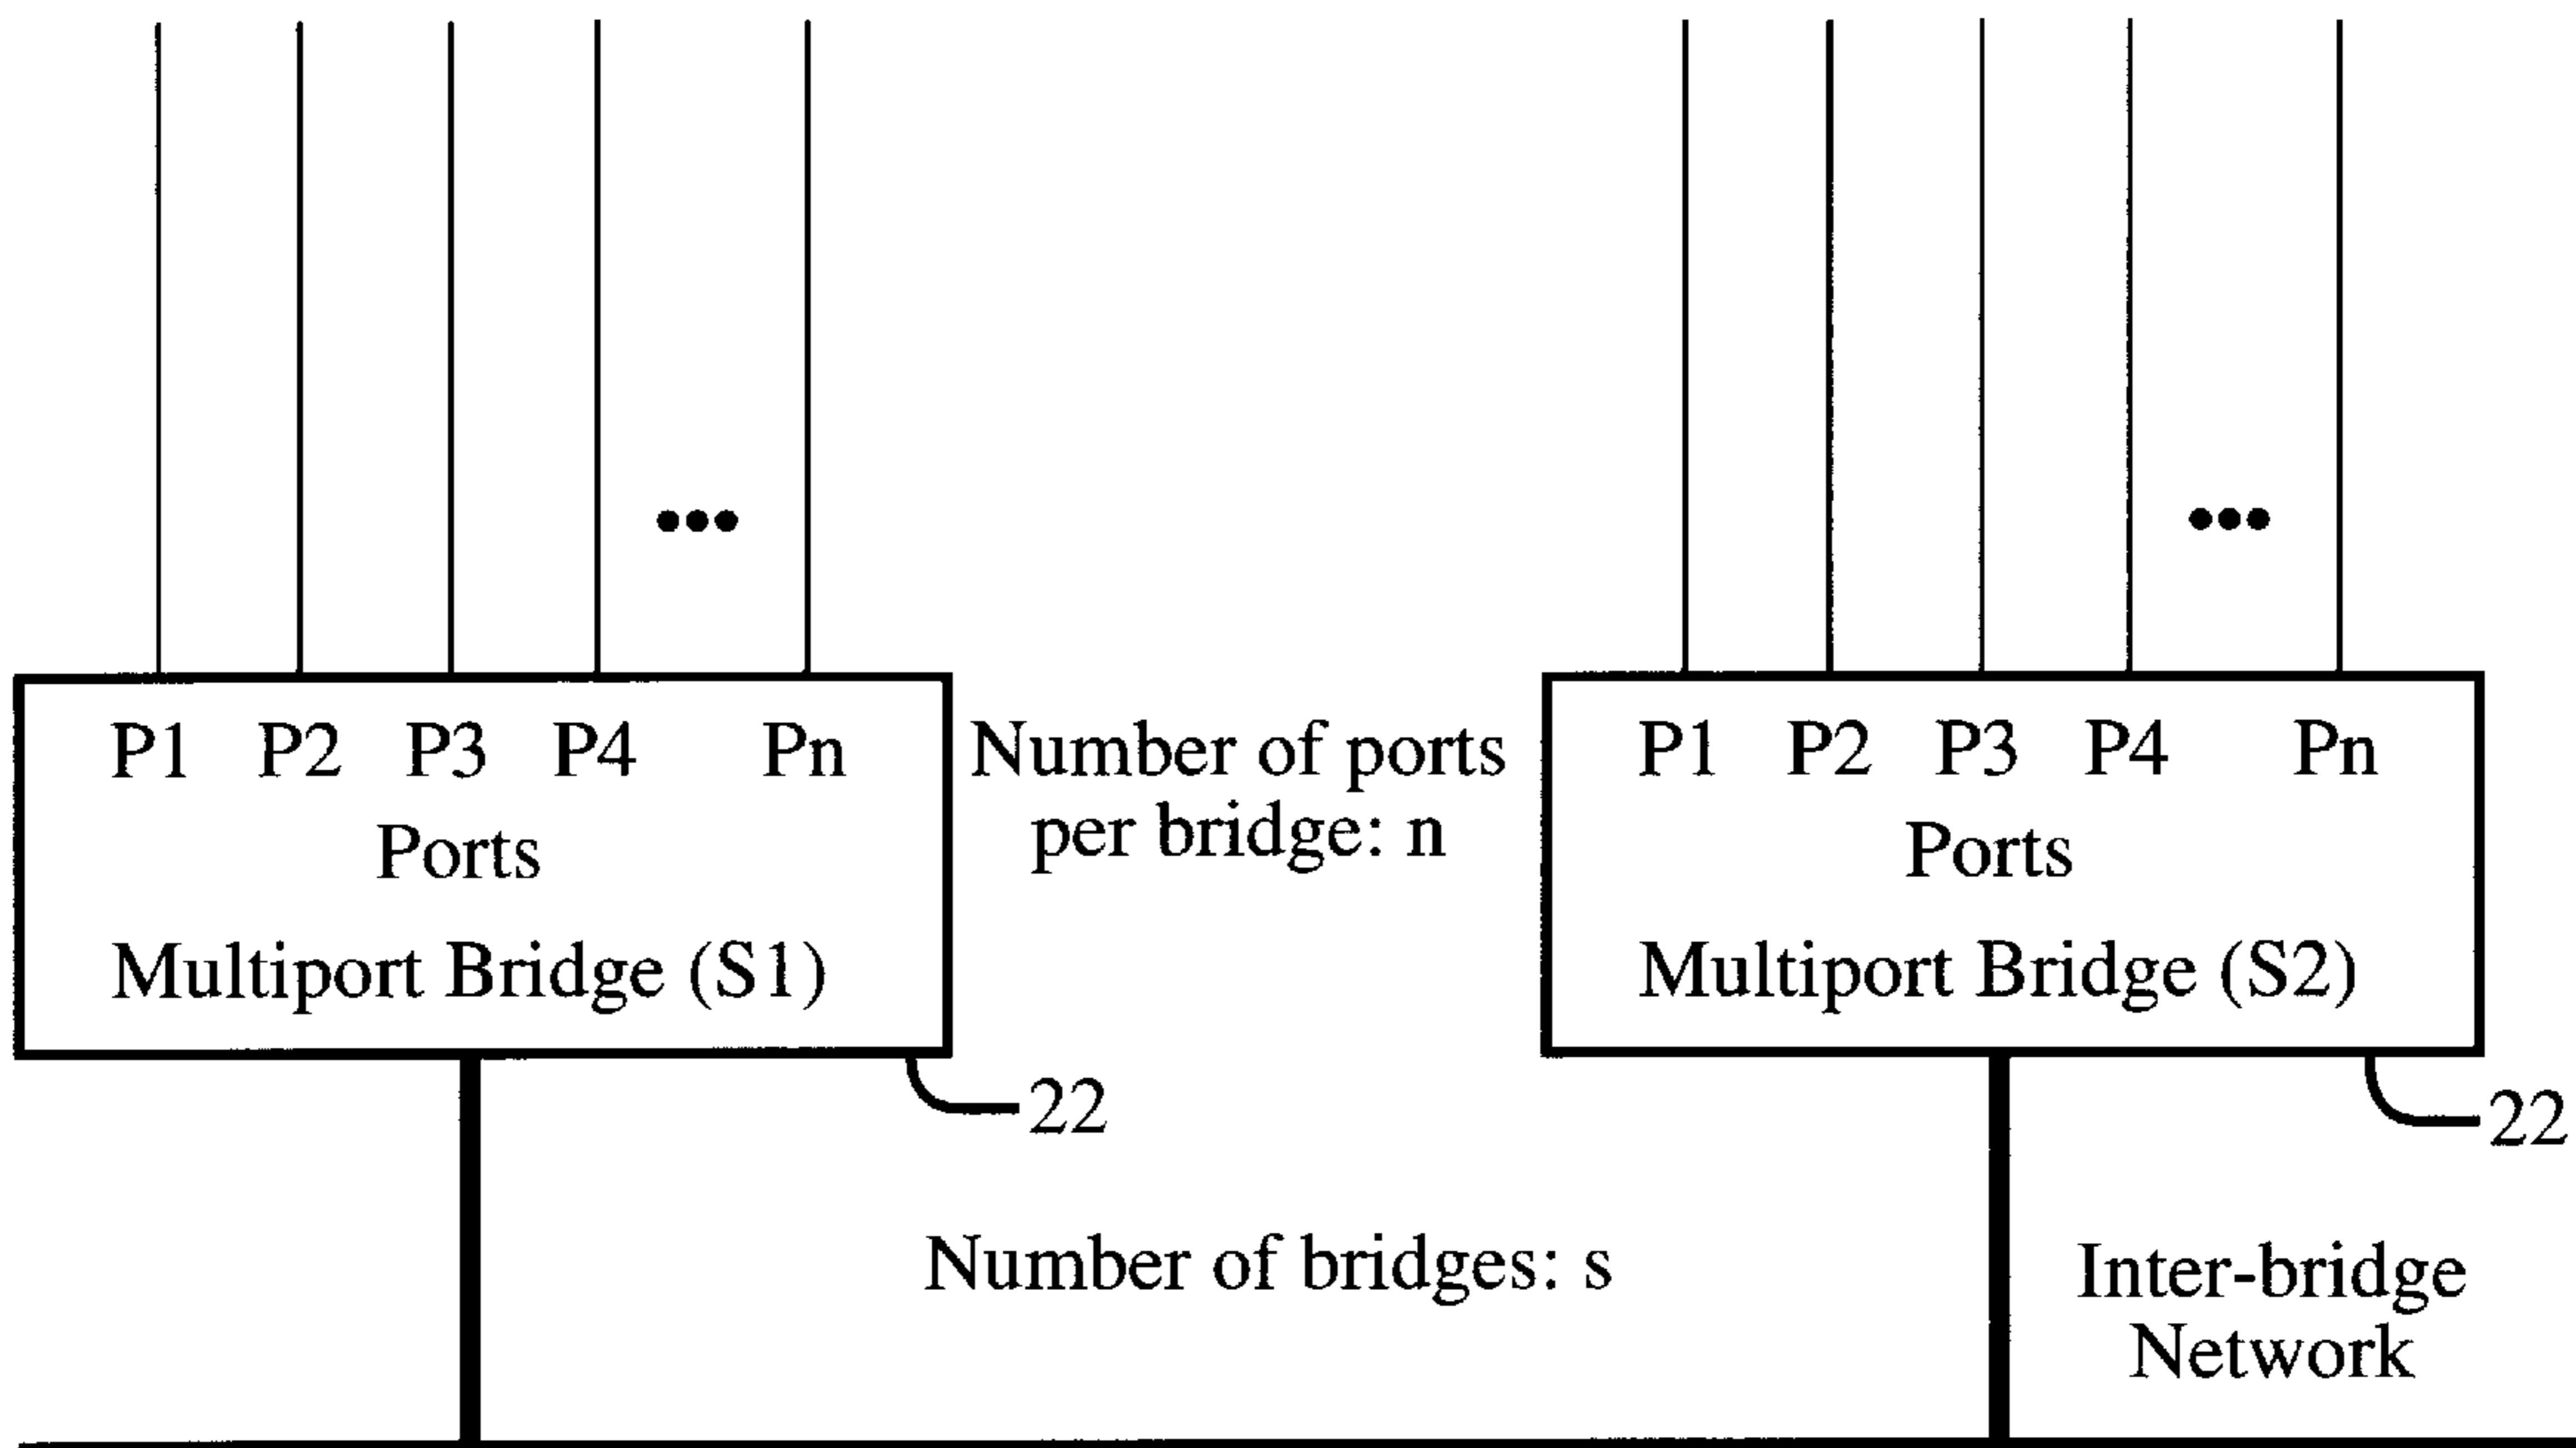 P1 P2 P3 P4 Pn
Ports
Multiport Bridge (S1)
22
Number of ports
per bridge: n
P1 P2 P3 P4 Pn
Ports
Multiport Bridge (S2)
22
Number of bridges: s
Inter-bridge
Network